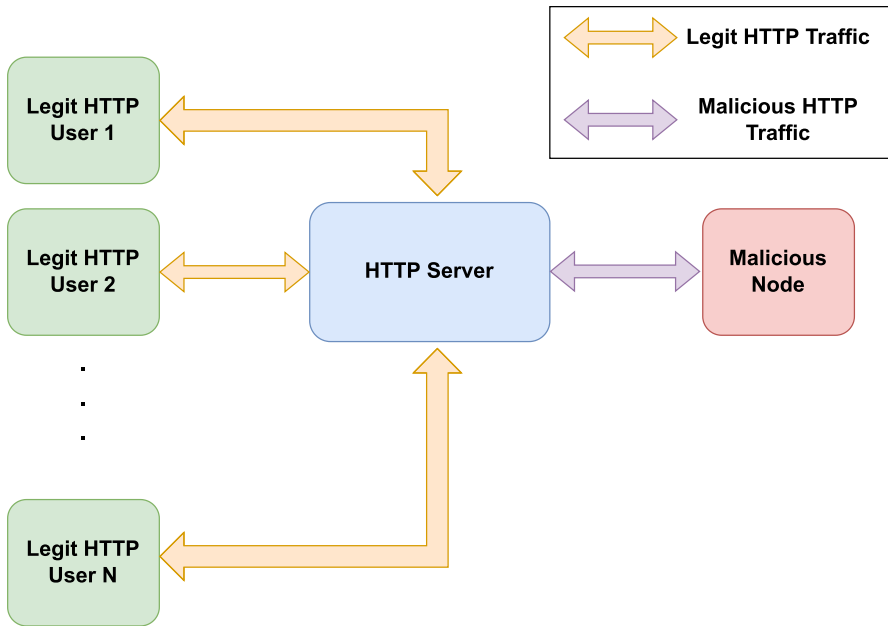 Legit HTTP Traffic
Malicious HTTP
Traffic
Legit HTTP
User 1
Legit HTTP
User 2
HTTP Server
Malicious
Node
.
.
.
Legit HTTP
User N